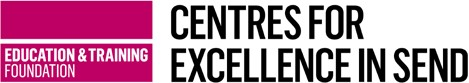 EDUCATION & TRAINING
FOUNDATION
CENTRES FOR
EXCELLENCE IN SEND